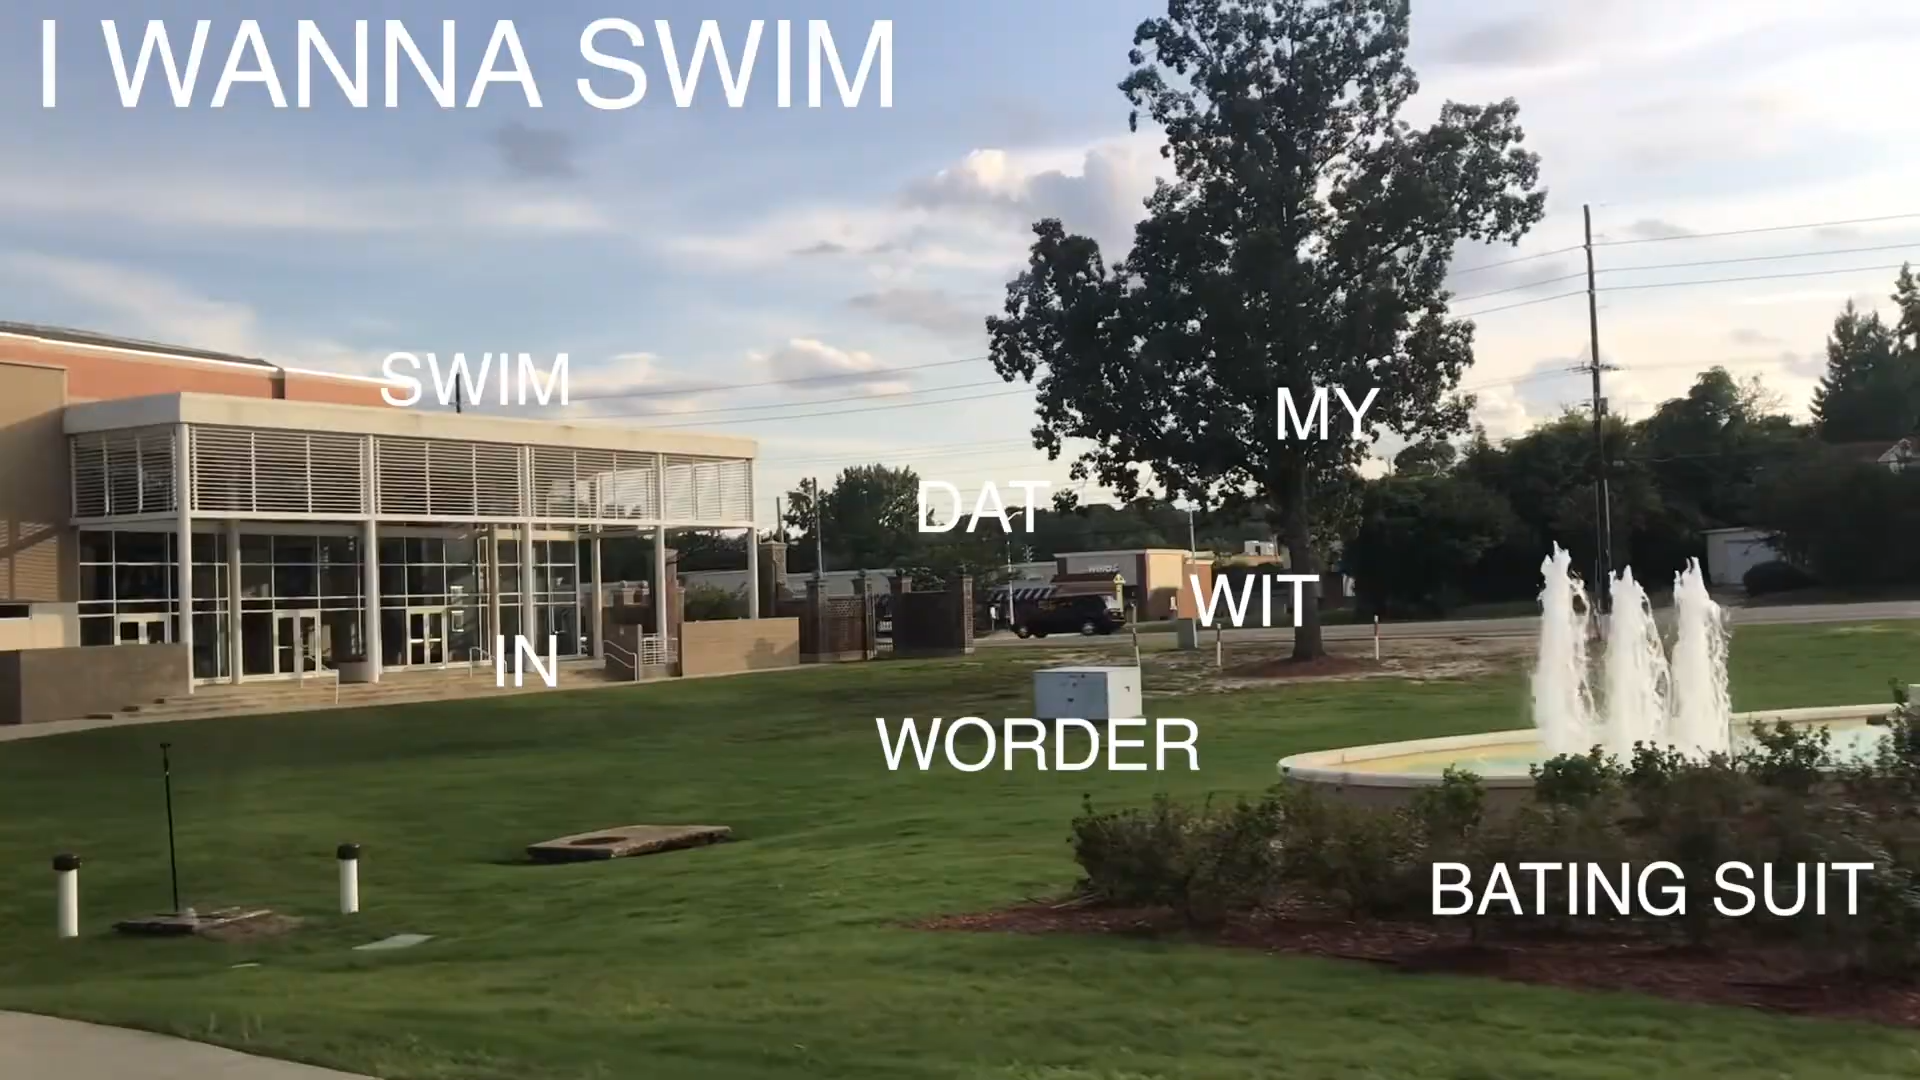 I WANNA SWIM
SWIM
IN
DAT
WORDER
WIT
MY
BATING SUIT